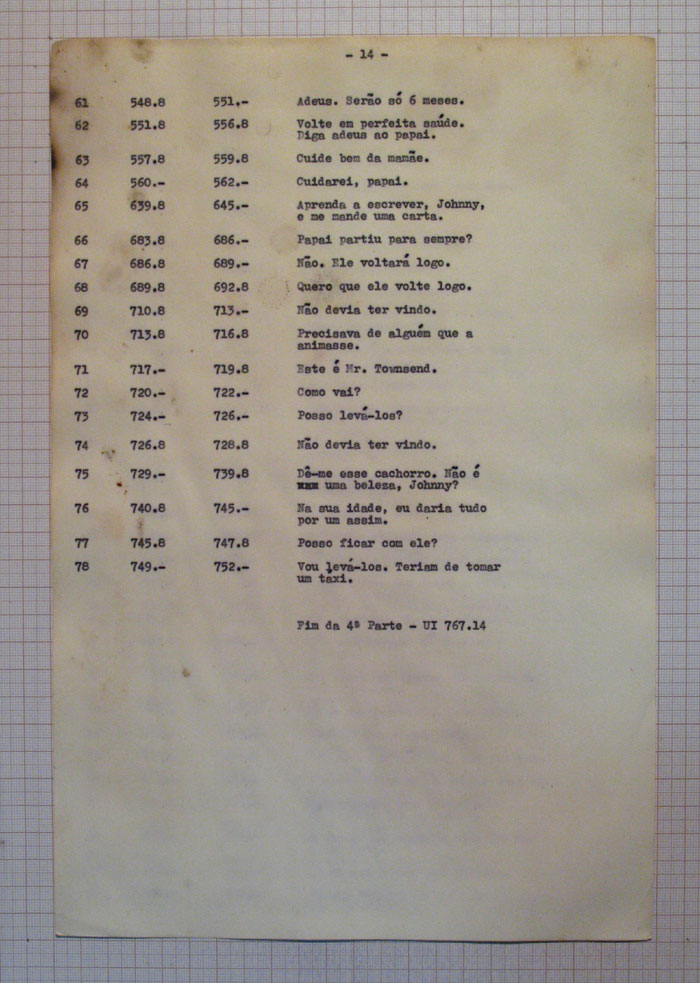 - 14 -
61 548.8 551.- Adeus. Serão só 6 meses.
62 551.8 556.8 Volte em perfeita saúde.
Diga adeus ao papai.
63 557.8 559.8 Cuide bem da mamãe.
64 560.- 562.- Cuidarei, papai.
65 639.8 645.- Aprenda a escrever, Johnny,
e me mande uma carta.
66 683.8 686.- Papai partiu para sempre?
67 686.8 689.- Não. Ele voltará logo.
68 689.8 692.8 Quero que ele volte logo.
69 710.8 713.- Não devia ter vindo.
70 713.8 716.8 Precisava de alguém que a
animasse.
71 717.- 719.8 Este é Mr. Townsend.
72 720.- 722.- Como vai?
73 724.- 726.- Posso levá-los?
74 726.8 728.8 Não devia ter vindo.
75 729.- 739.8 Dê-me esse cachorro. Não é
xxx uma beleza, Johnny?
76 740.8 745.- Na sua idade, eu daria tudo
por um assim.
77 745.8 747.8 Posso ficar com ele?
78 749.- 752.- Vou levá-los. Teriam de tomar
um taxi.
Fim da 4ª Parte - UI 767.14